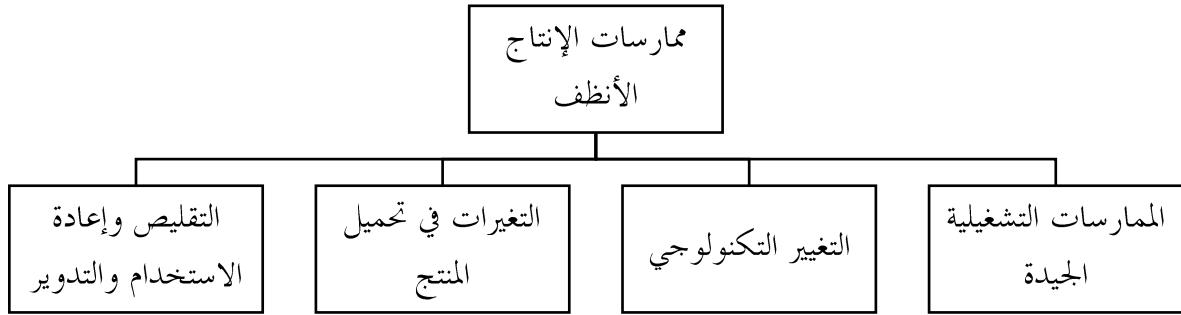 ممارسات الإنتاج
الأنظف
الممارسات التشغيلية
الجيدة
التغيير التكنولوجي
التغيرات في تحميل
المنتج
التقليص وإعادة
الاستخدام والتدوير